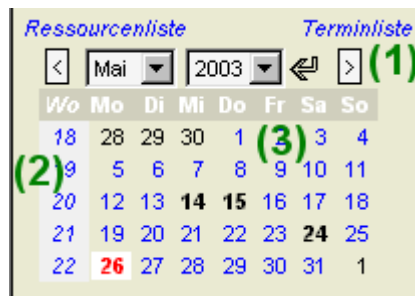 Ressourcenliste Terminliste
< Mai 2003 > (1)
Wo Mo Di Mi Do Fr Sa So
18 28 29 30 1 (3) 3 4
(2) 9 5 6 7 8 9 10 11
20 12 13 14 15 16 17 18
21 19 20 21 22 23 24 25
22 26 27 28 29 30 31 1